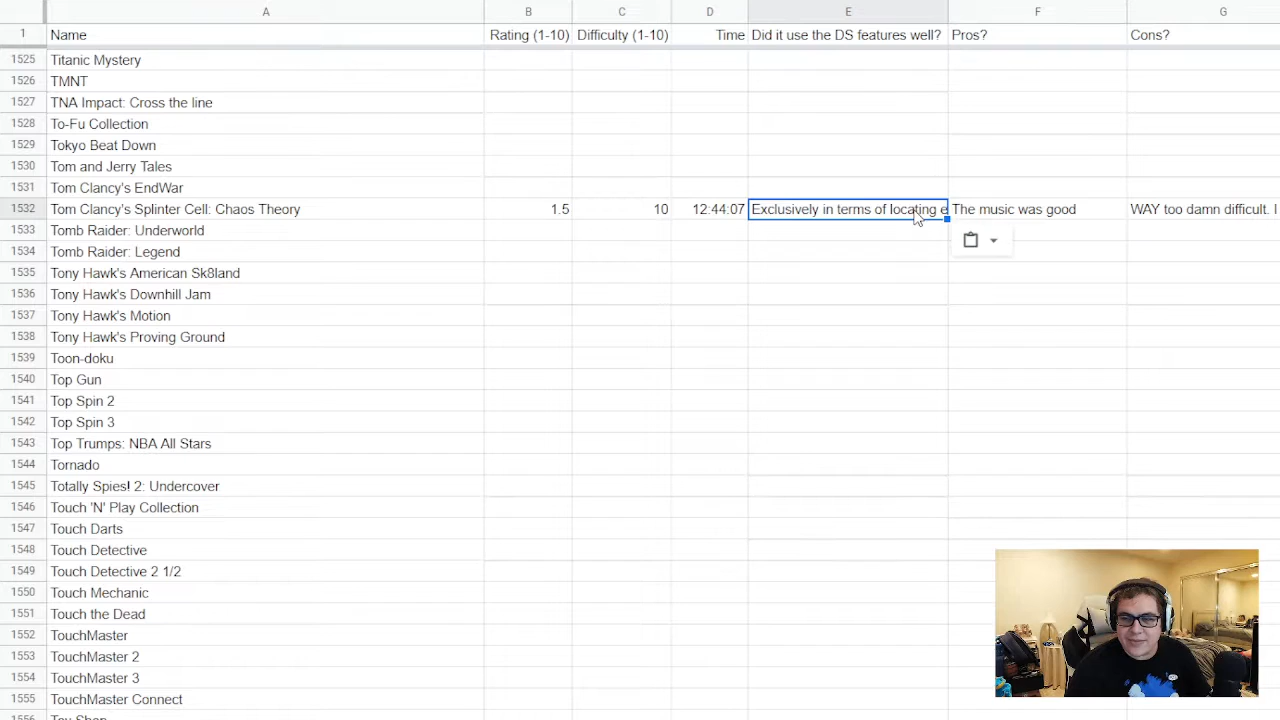 A B C D E F G
1 Name Rating (1-10) Difficulty (1-10) Time Did it use the DS features well? Pros? Cons?
1525 Titanic Mystery
1526 TMNT
1527 TNA Impact: Cross the line
1528 To-Fu Collection
1529 Tokyo Beat Down
1530 Tom and Jerry Tales
1531 Tom Clancy's EndWar
1532 Tom Clancy's Splinter Cell: Chaos Theory 1.5 10 12:44:07 Exclusively in terms of locating e The music was good WAY too damn difficult. I
1533 Tomb Raider: Underworld
1534 Tomb Raider: Legend
1535 Tony Hawk's American Sk8land
1536 Tony Hawk's Downhill Jam
1537 Tony Hawk's Motion
1538 Tony Hawk's Proving Ground
1539 Toon-doku
1540 Top Gun
1541 Top Spin 2
1542 Top Spin 3
1543 Top Trumps: NBA All Stars
1544 Tornado
1545 Totally Spies! 2: Undercover
1546 Touch 'N' Play Collection
1547 Touch Darts
1548 Touch Detective
1549 Touch Detective 2 1/2
1550 Touch Mechanic
1551 Touch the Dead
1552 TouchMaster
1553 TouchMaster 2
1554 TouchMaster 3
1555 TouchMaster Connect
1556 Toy Shop